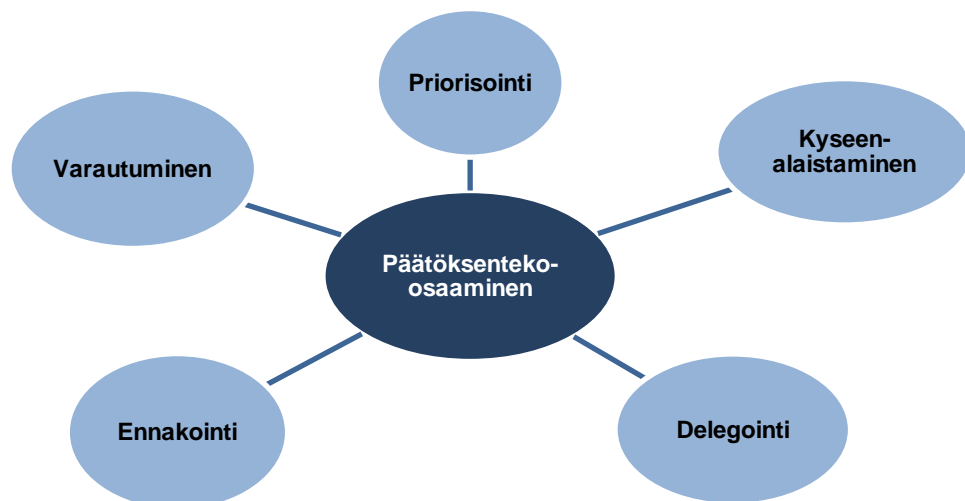 Priorisointi
Varautuminen
Kyseen-
alaistaminen
Päätöksenteko-
osaaminen
Ennakointi
Delegointi